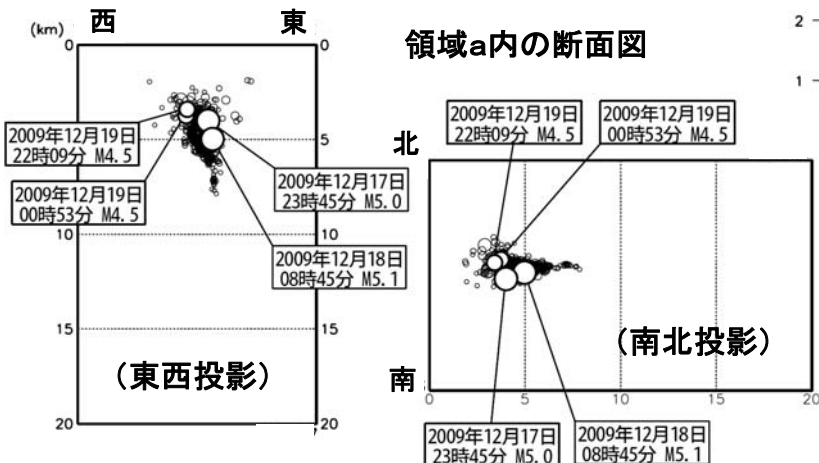 西 東
(km)
0 0
5
10 10
15 15
20 20
2009年12月19日
22時09分 M4.5
2009年12月19日
00時53分 M4.5
2009年12月17日
23時45分 M5.0
2009年12月18日
08時45分 M5.1
(東西投影)
領域a内の断面図
2
1
2009年12月19日
22時09分 M4.5
2009年12月19日
00時53分 M4.5
北
南
(南北投影)
0 5 10 15 20
2009年12月17日
23時45分 M5.0
2009年12月18日
08時45分 M5.1